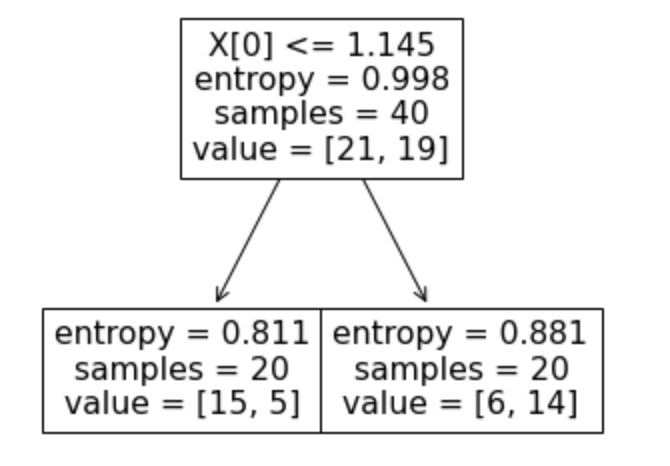 X[0] <= 1.145
entropy = 0.998
samples = 40
value = [21, 19]
entropy = 0.811
samples = 20
value = [15, 5]
entropy = 0.881
samples = 20
value = [6, 14]